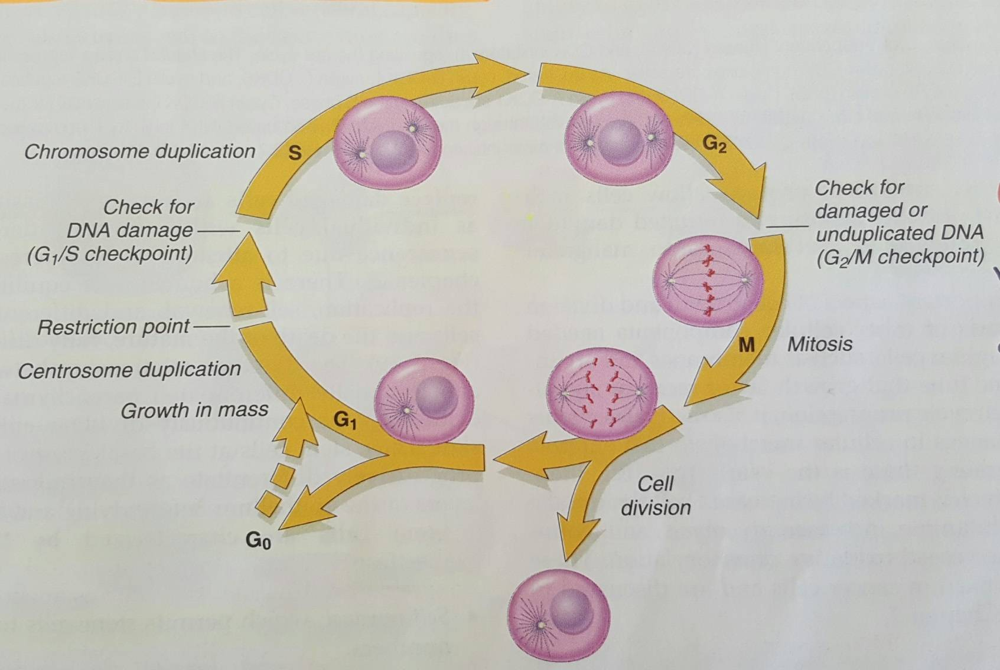 Chromosome duplication
S
G₂
Check for
DNA damage
(G₁/S checkpoint)
Check for
damaged or
unduplicated DNA
(G₂/M checkpoint)
Restriction point
M
Mitosis
Centrosome duplication
Growth in mass
G₁
Cell
division
G₀